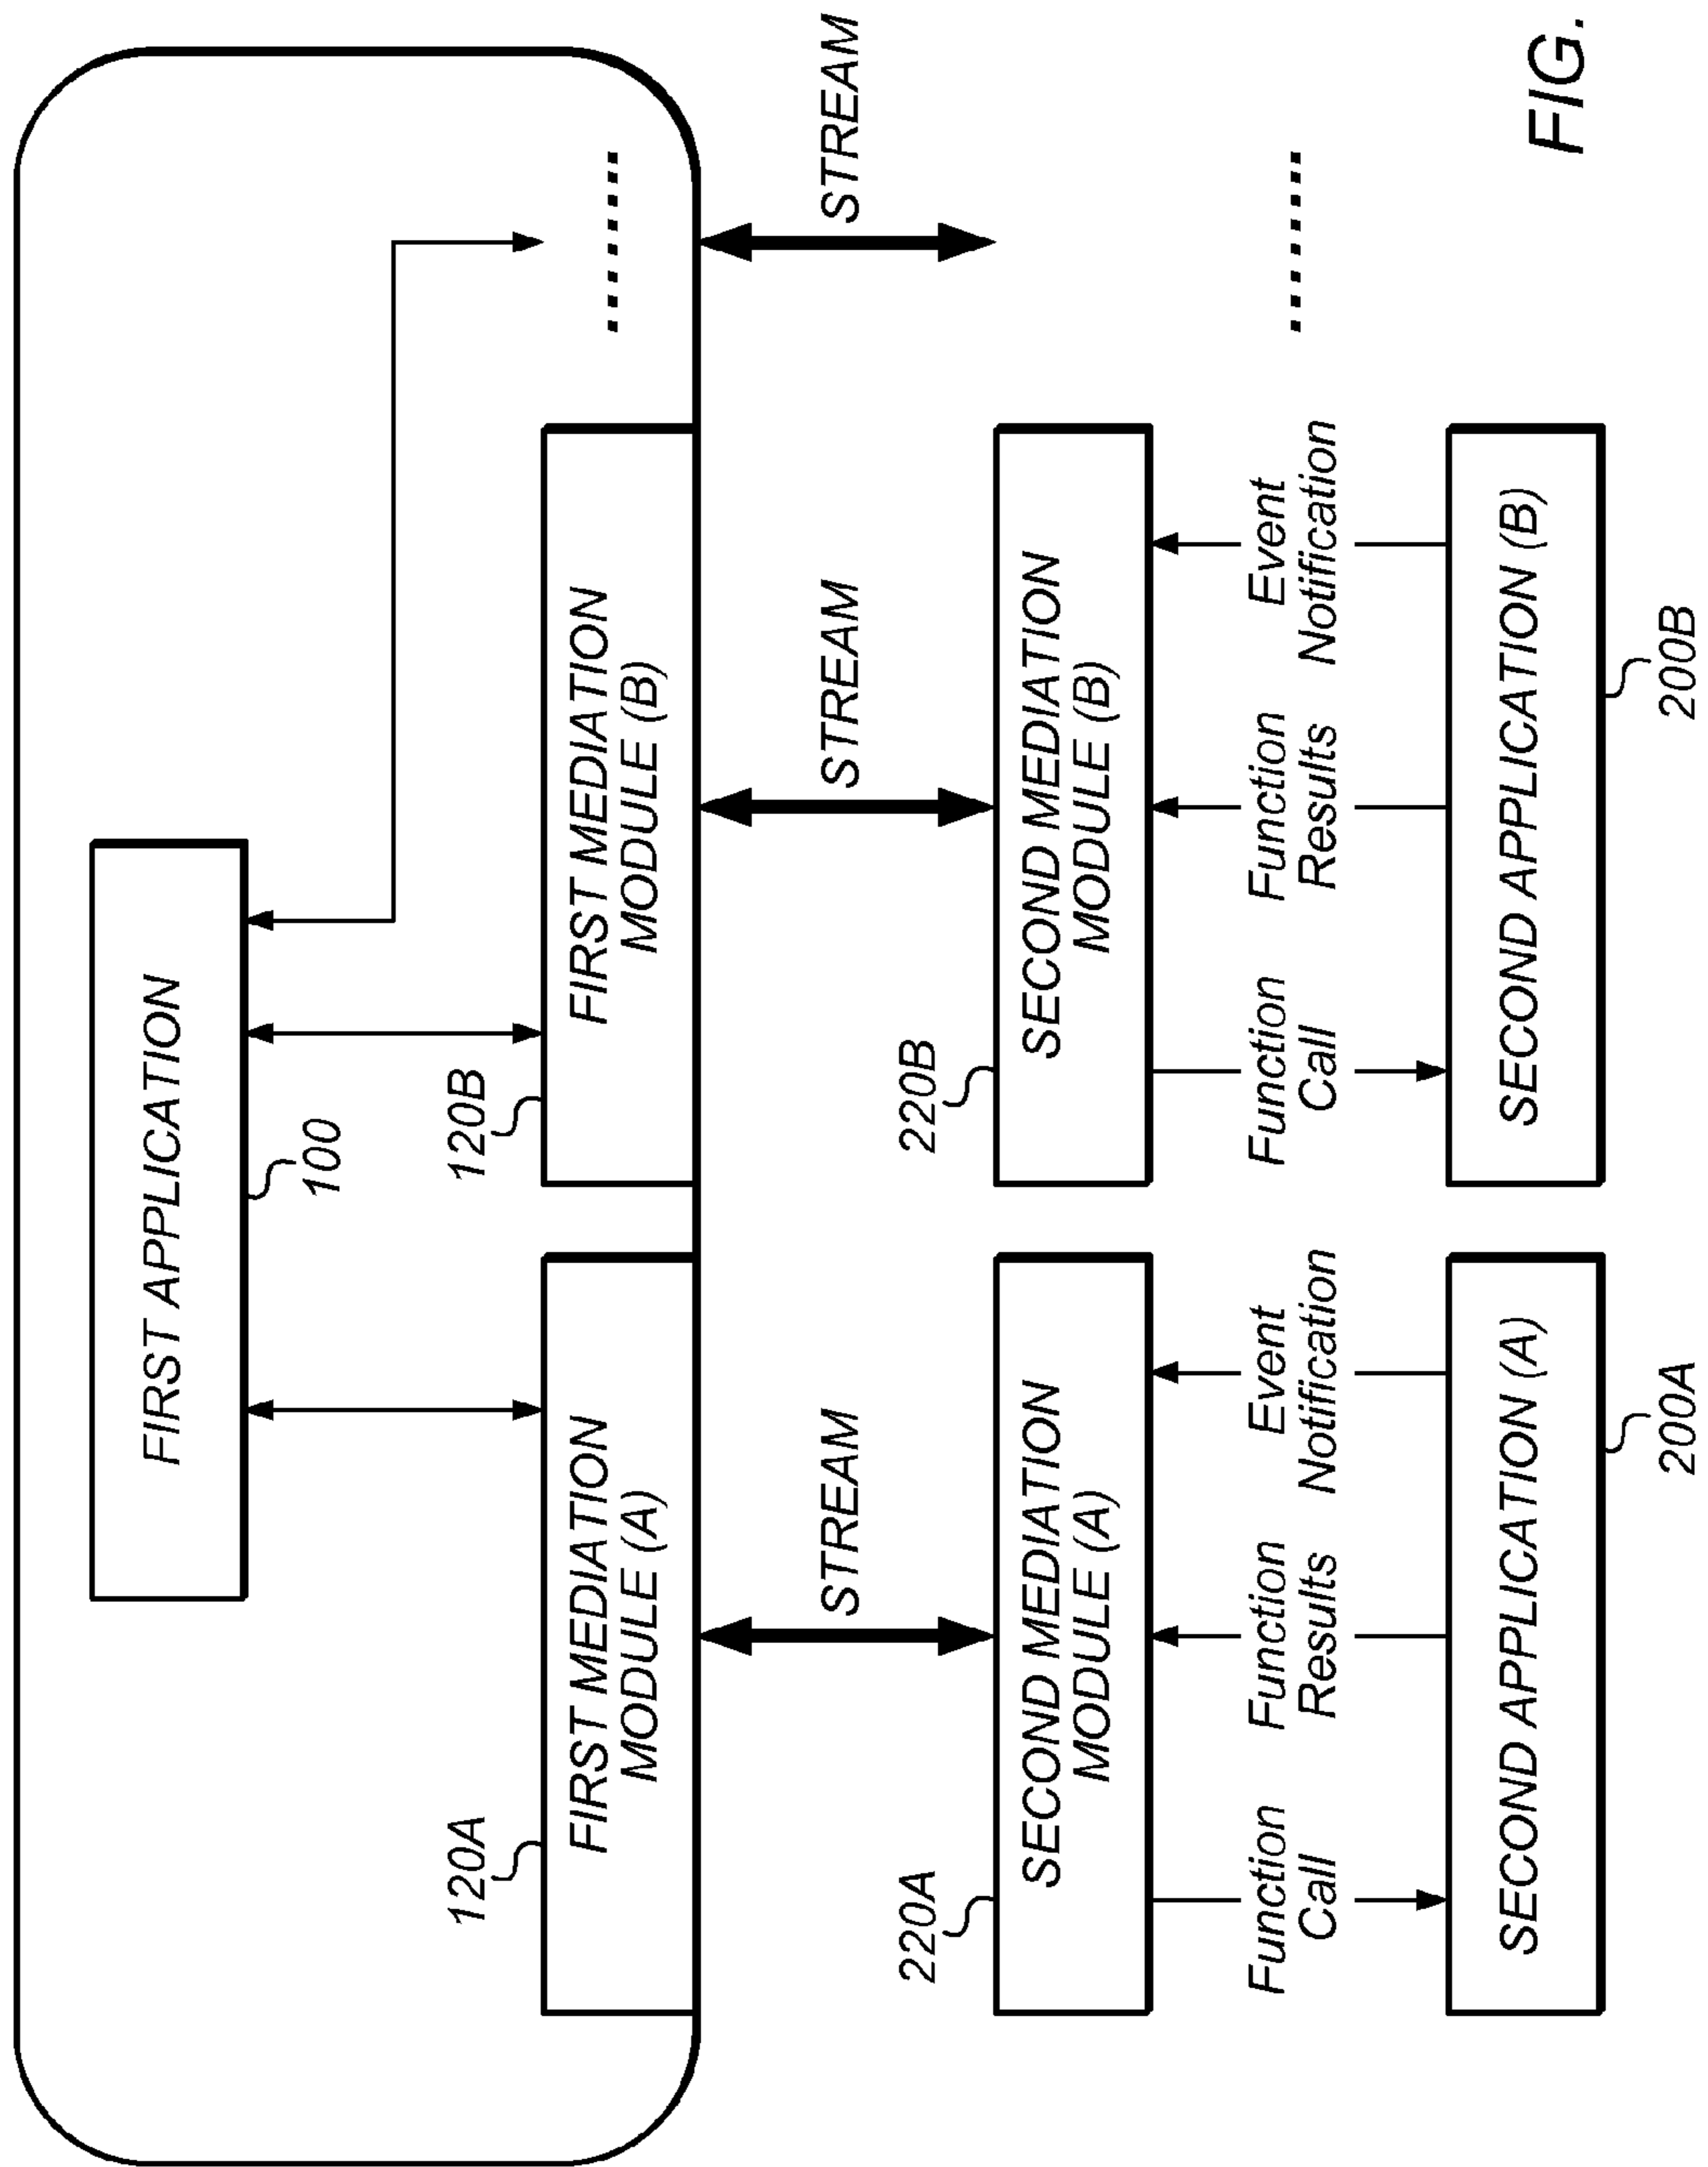 FIRST APPLICATION
100
120A
120B
FIRST MEDIATION
MODULE (A)
FIRST MEDIATION
MODULE (B)
........
STREAM
STREAM
STREAM
220A
220B
SECOND MEDIATION
MODULE (A)
SECOND MEDIATION
MODULE (B)
Function
Call
Function
Results
Event
Notification
Function
Call
Function
Results
Event
Notification
........
SECOND APPLICATION (A)
SECOND APPLICATION (B)
200A
200B
FIG.